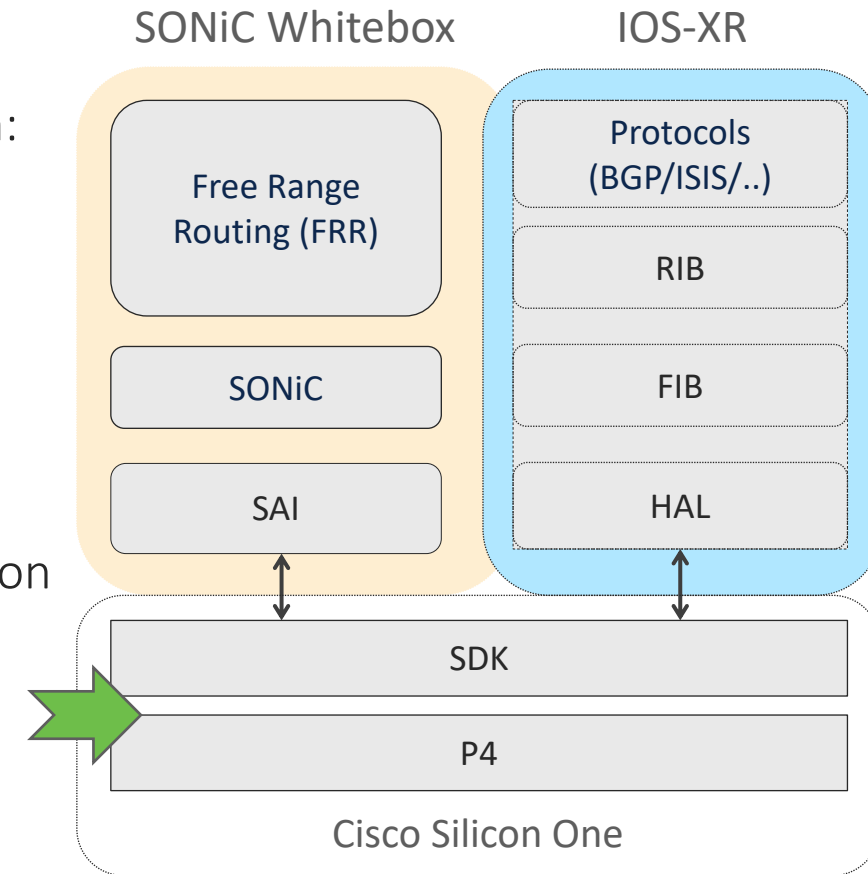 SONiC Whitebox
IOS-XR
:
Free Range
Routing (FRR)
SONiC
SAI
Protocols
(BGP/ISIS/..)
RIB
FIB
HAL
on
SDK
P4
Cisco Silicon One